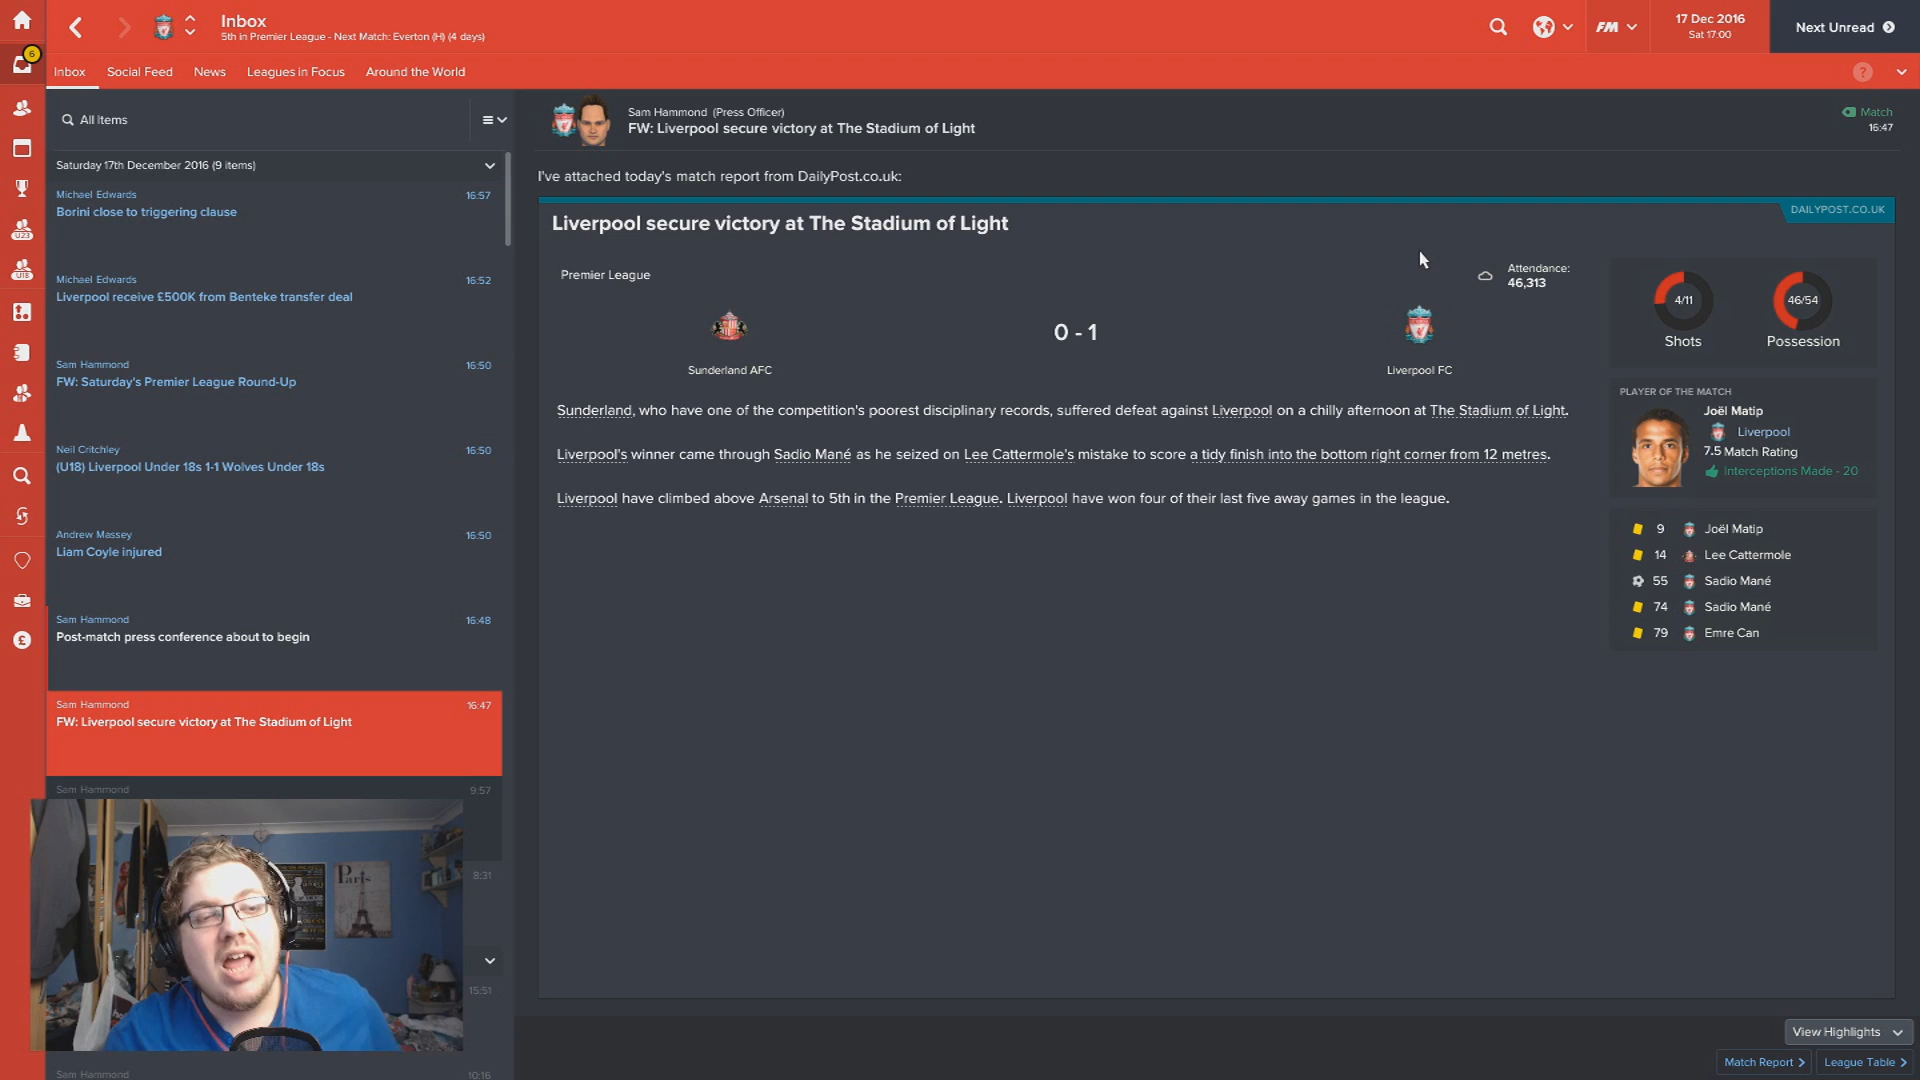 Inbox
5th in Premier League - Next Match: Everton (H) (4 days)
FM
17 Dec 2016
Sat 17:00
Next Unread
6
Inbox
Social Feed
News
Leagues in Focus
Around the World
?
All Items
Saturday 17th December 2016 (9 items)
Michael Edwards
16:57
Borini close to triggering clause
Michael Edwards
16:52
Liverpool receive £500K from Benteke transfer deal
Sam Hammond
16:50
FW: Saturday's Premier League Round-Up
Neil Critchley
16:50
(U18) Liverpool Under 18s 1-1 Wolves Under 18s
Andrew Massey
16:50
Liam Coyle injured
Sam Hammond
16:48
Post-match press conference about to begin
Sam Hammond
16:47
FW: Liverpool secure victory at The Stadium of Light
Sam Hammond
9:57
8:31
15:51
Sam Hammond
10:16
U23
U18
£
Paris
Sam Hammond (Press Officer)
FW: Liverpool secure victory at The Stadium of Light
Match
16:47
I've attached today's match report from DailyPost.co.uk:
DAILYPOST.CO.UK
Liverpool secure victory at The Stadium of Light
Premier League
Attendance:
46,313
Sunderland AFC
0 - 1
Liverpool FC
Sunderland, who have one of the competition's poorest disciplinary records, suffered defeat against Liverpool on a chilly afternoon at The Stadium of Light.
Liverpool's winner came through Sadio Mané as he seized on Lee Cattermole's mistake to score a tidy finish into the bottom right corner from 12 metres.
Liverpool have climbed above Arsenal to 5th in the Premier League. Liverpool have won four of their last five away games in the league.
4/11
Shots
46/54
Possession
PLAYER OF THE MATCH
Joël Matip
Liverpool
7.5 Match Rating
Interceptions Made - 20
9 Joël Matip
14 Lee Cattermole
55 Sadio Mané
74 Sadio Mané
79 Emre Can
View Highlights
Match Report
League Table